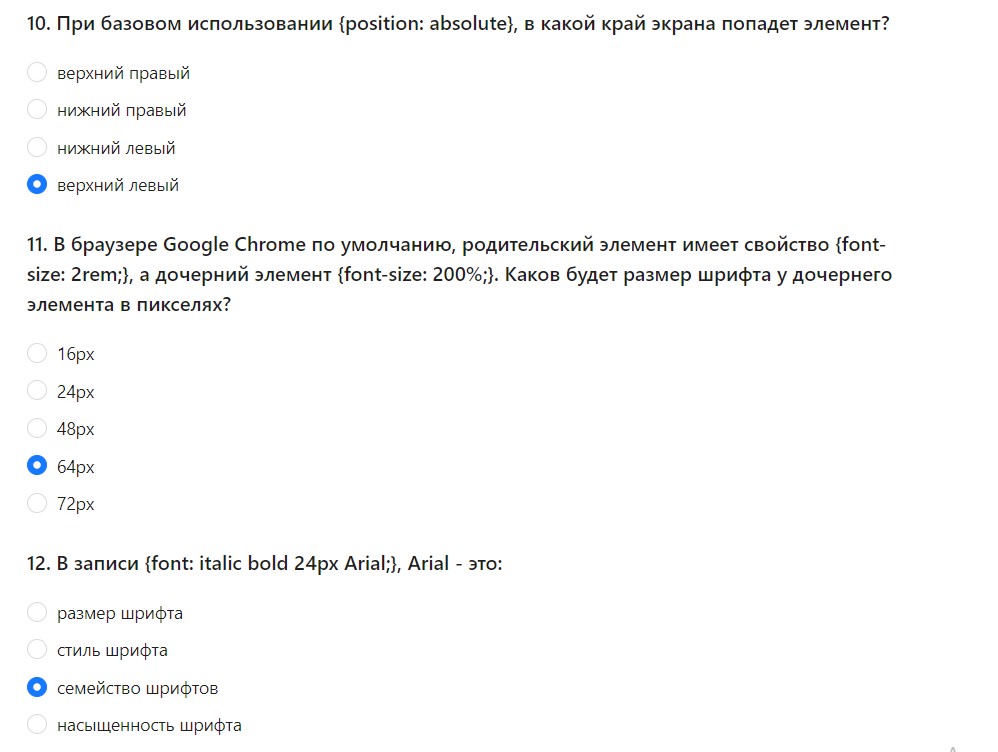 10. При базовом использовании {position: absolute}, в какой край экрана попадет элемент?
верхний правый
нижний правый
нижний левый
верхний левый
11. В браузере Google Chrome по умолчанию, родительский элемент имеет свойство {font-
size: 2rem;}, а дочерний элемент {font-size: 200%;}. Каков будет размер шрифта у дочернего
элемента в пикселях?
16px
24px
48px
64px
72px
12. В записи {font: italic bold 24px Arial;}, Arial - это:
размер шрифта
стиль шрифта
семейство шрифтов
насыщенность шрифта